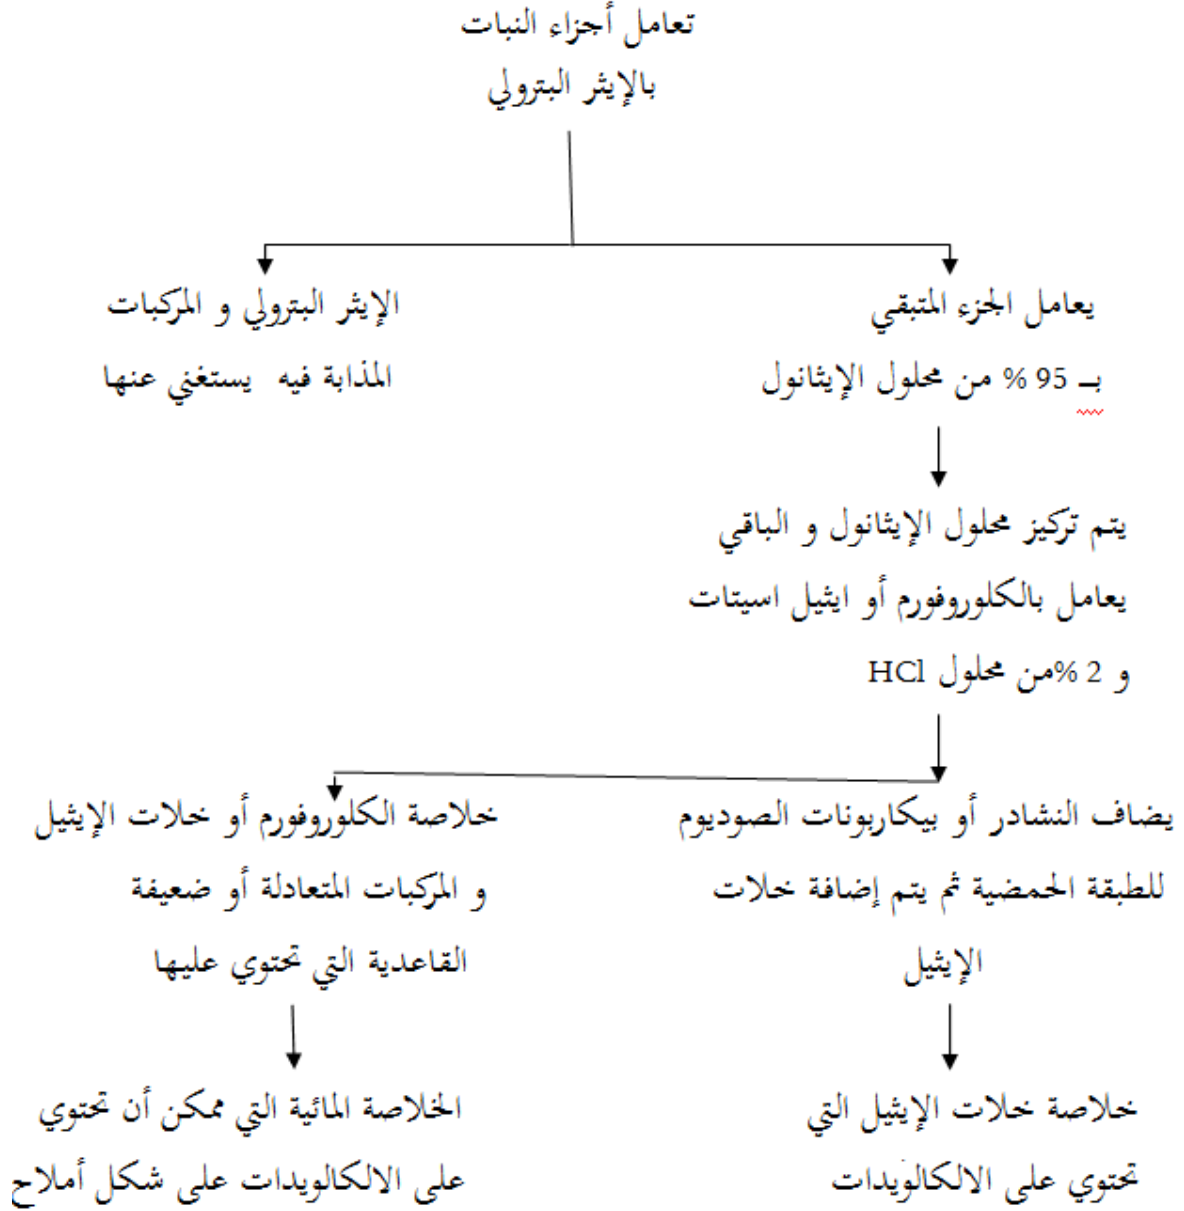 تعامل أجزاء النبات
بالإيثر البترولي
يعامل الجزء المتبقي
بـ 95 % من محلول الإيثانول
الإيثر البترولي و المركبات
المذابة فيه يستغني عنها
يتم تركيز محلول الإيثانول و الباقي
يعامل بالكلوروفورم أو ايثيل اسيتات
و 2 %من محلول HCl
يضاف النشادر أو بيكاربونات الصوديوم
للطبقة الحمضية ثم يتم إضافة خلات
الإيثيل
خلاصة الكلوروفورم أو خلات الإيثيل
و المركبات المتعادلة أو ضعيفة
القاعدية التي تحتوي عليها
خلاصة خلات الإيثيل التي
تحتوي على الالكالويدات
الخلاصة المائية التي ممكن أن تحتوي
على الالكالويدات على شكل أملاح